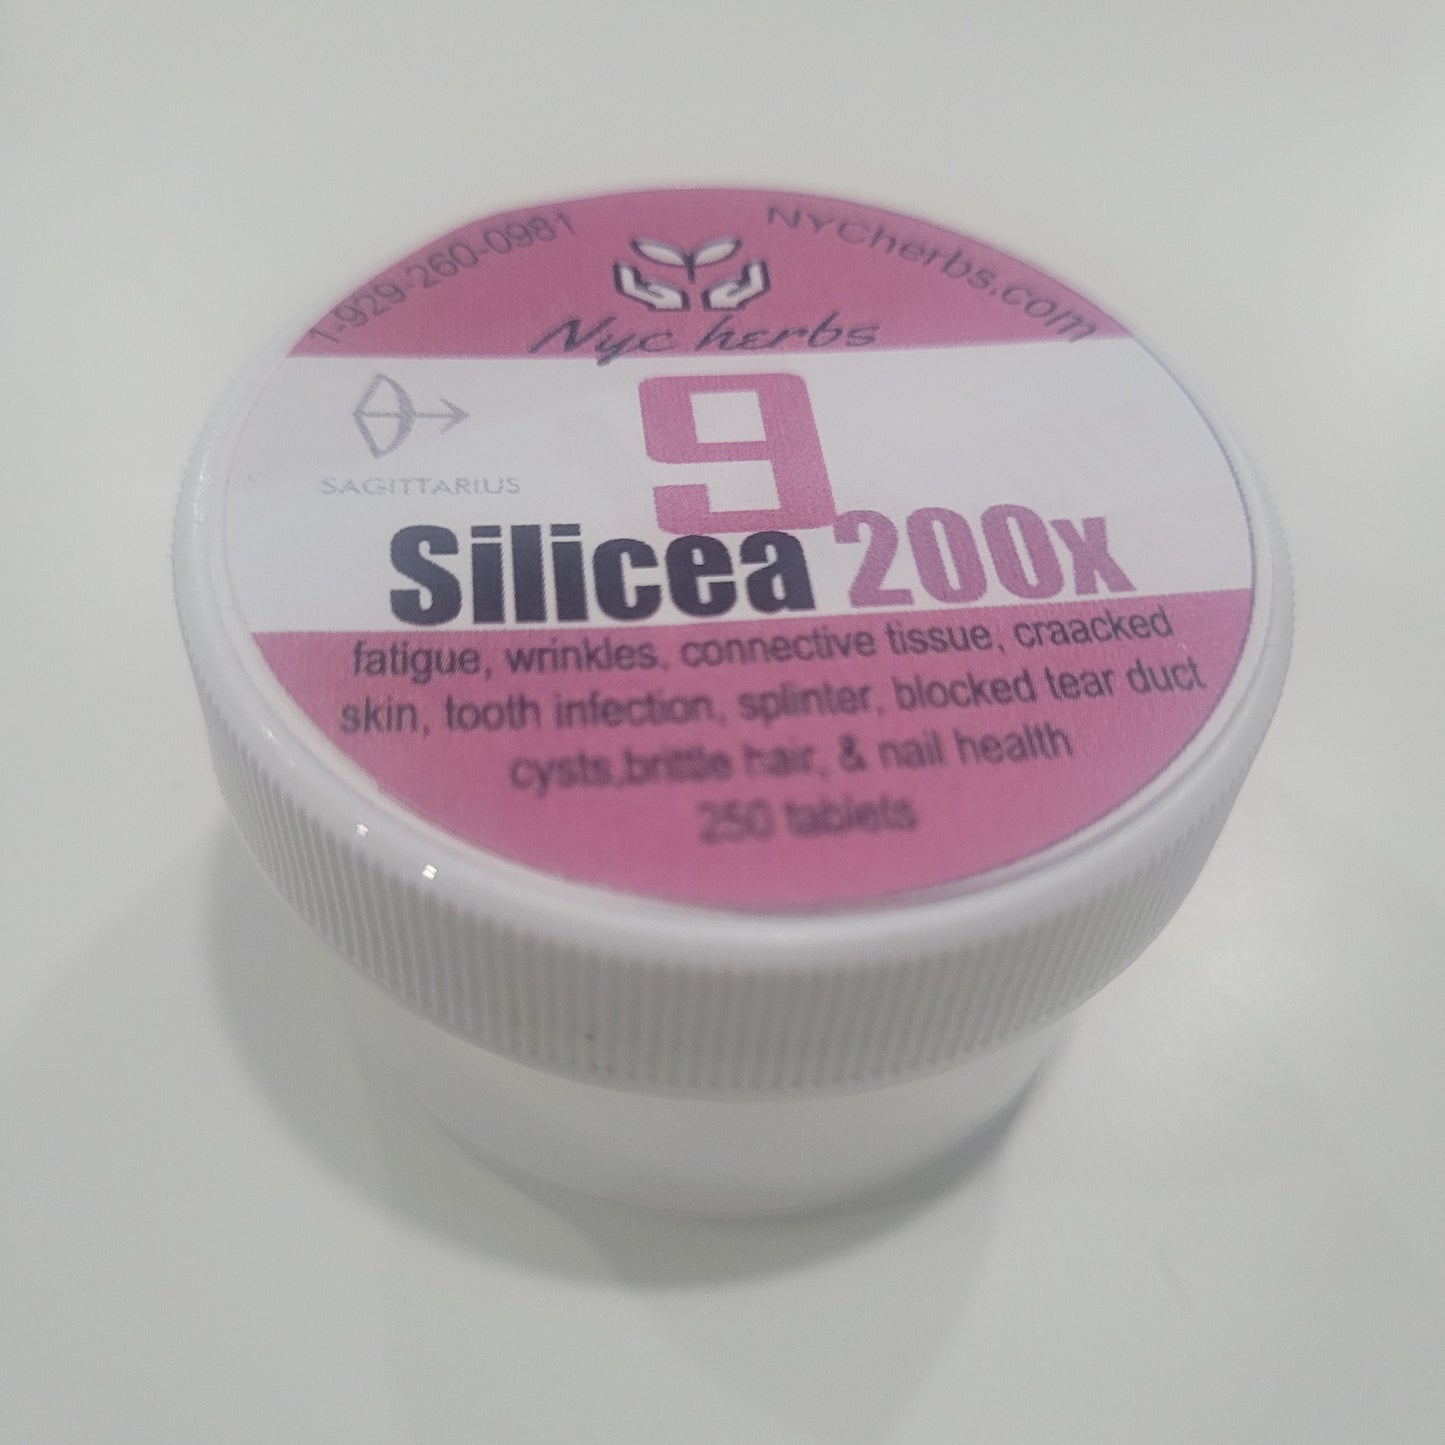 1-929-260-0981
NYCherbs.com
Nyc herbs
9
SAGITTARIUS
Silicea 200x
fatigue, wrinkles, connective tissue, craacked
skin, tooth infection, splinter, blocked tear duct
cysts,brittle hair, & nail health
250 tablets